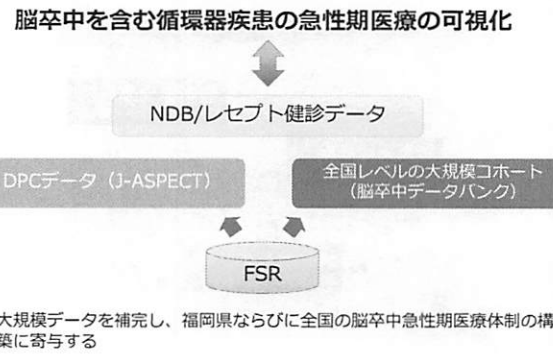 脳卒中を含む循環器疾患の急性期医療の可視化
NDB/レセプト健診データ
DPCデータ（J-ASPECT）
全国レベルの大規模コホート
（脳卒中データバンク）
FSR
大規模データを補完し、福岡県ならびに全国の脳卒中急性期医療体制の構
築に寄与する